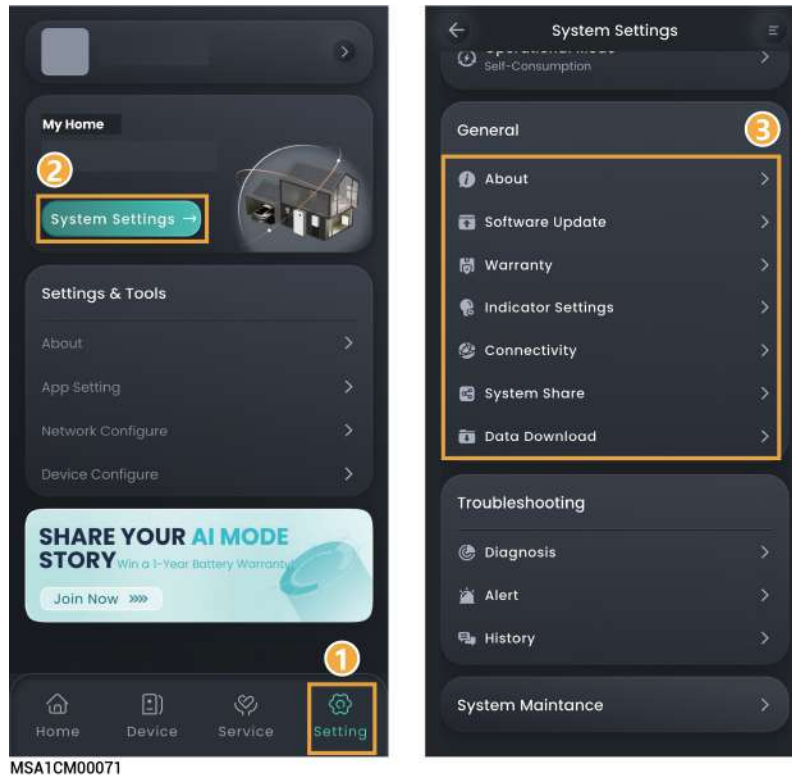 My Home
2
System Settings →
Settings & Tools
About
App Setting
Network Configure
Device Configure
SHARE YOUR AI MODE
STORY Win a 1-Year Battery Warranty
Join Now »»»
1
Home
Device
Service
Setting
System Settings
Operational Mode
Self-Consumption
General
3
About
Software Update
Warranty
Indicator Settings
Connectivity
System Share
Data Download
Troubleshooting
Diagnosis
Alert
History
System Maintance
MSA1CM00071